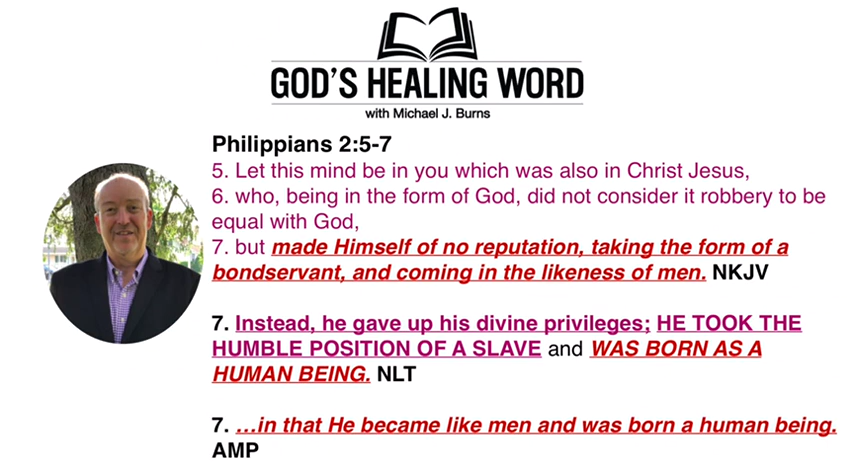 GOD'S HEALING WORD
with Michael J. Burns
Philippians 2:5-7
5. Let this mind be in you which was also in Christ Jesus,
6. who, being in the form of God, did not consider it robbery to be
equal with God,
7. but made Himself of no reputation, taking the form of a
bondservant, and coming in the likeness of men. NKJV
7. Instead, he gave up his divine privileges; HE TOOK THE
HUMBLE POSITION OF A SLAVE and WAS BORN AS A
HUMAN BEING. NLT
7. …in that He became like men and was born a human being.
AMP